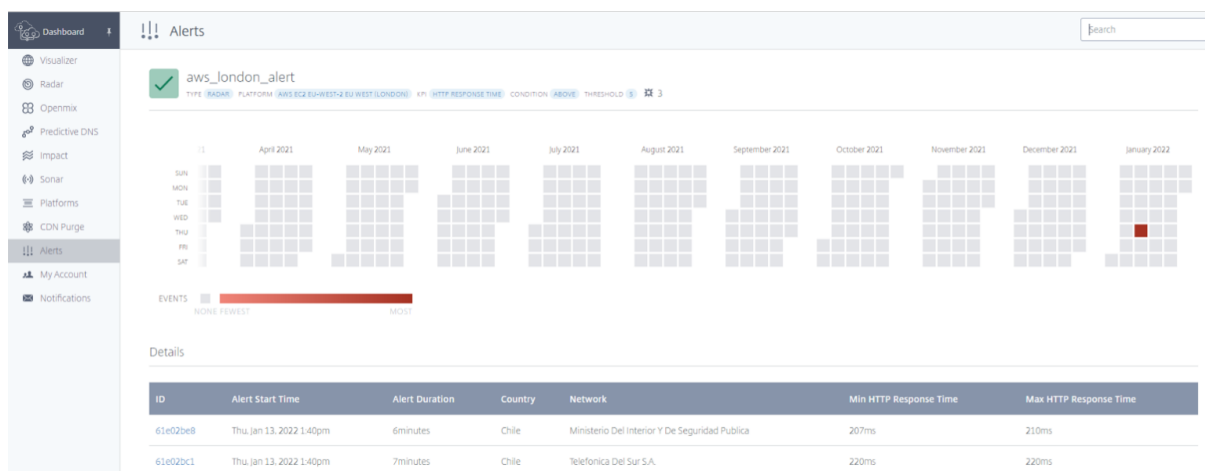 Dashboard
Alerts
Search
Visualizer
Radar
Openmix
Predictive DNS
Impact
Sonar
Platforms
CDN Purge
Alerts
My Account
Notifications
aws_london_alert
TYPE RADAR PLATFORM AWS EC2 EU-WEST-2 EU WEST (LONDON) KPI HTTP RESPONSE TIME CONDITION ABOVE THRESHOLD 5 3
April 2021 May 2021 June 2021 July 2021 August 2021 September 2021 October 2021 November 2021 December 2021 January 2022
SUN
MON
TUE
WED
THU
FRI
SAT
EVENTS
NONE FEWEST MOST
Details
ID Alert Start Time Alert Duration Country Network Min HTTP Response Time Max HTTP Response Time
61e02be8 Thu, Jan 13, 2022 1:40pm 6minutes Chile Ministerio Del Interior Y De Seguridad Publica 207ms 210ms
61e02bc1 Thu, Jan 13, 2022 1:40pm 7minutes Chile Telefonica Del Sur S.A. 220ms 220ms